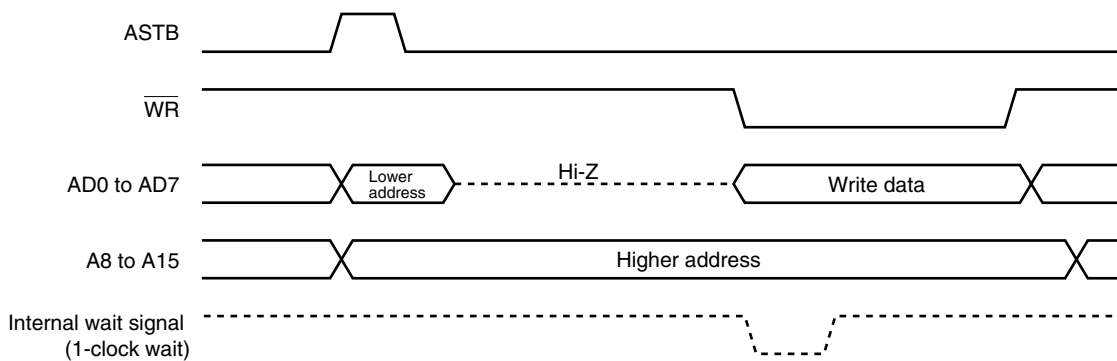 ASTB
W̅R̅
AD0 to AD7
Lower
address
Hi-Z
Write data
A8 to A15
Higher address
Internal wait signal
(1-clock wait)